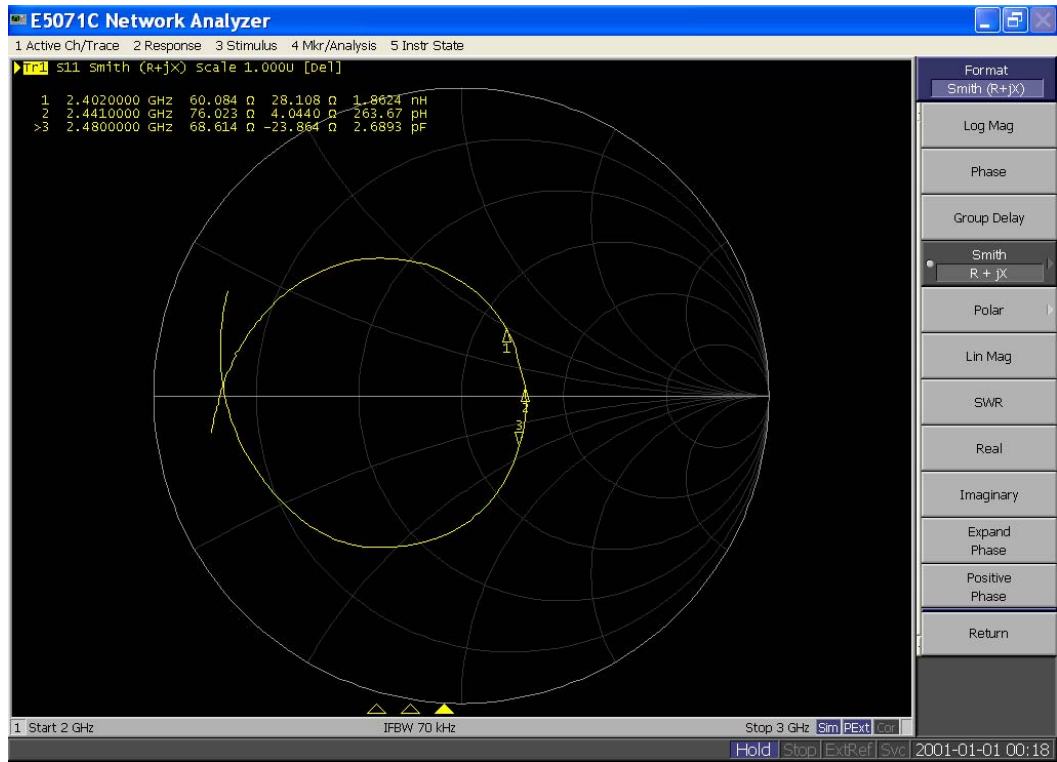 E5071C Network Analyzer
1 Active Ch/Trace 2 Response 3 Stimulus 4 Mkr/Analysis 5 Instr State
Tr1 S11 Smith (R+jX) Scale 1.000U [Del]
1 2.4020000 GHz 60.084 Ω 28.108 Ω 1.8624 nH
2 2.4410000 GHz 76.023 Ω 4.0440 Ω 263.67 pH
>3 2.4800000 GHz 68.614 Ω -23.864 Ω 2.6893 pF
1
2
3
Format
Smith (R+jX)
Log Mag
Phase
Group Delay
Smith
R + jX
Polar
Lin Mag
SWR
Real
Imaginary
Expand
Phase
Positive
Phase
Return
1 Start 2 GHz IFBW 70 kHz Stop 3 GHz Sim PExt Cor
Hold Stop ExtRef Svc 2001-01-01 00:18